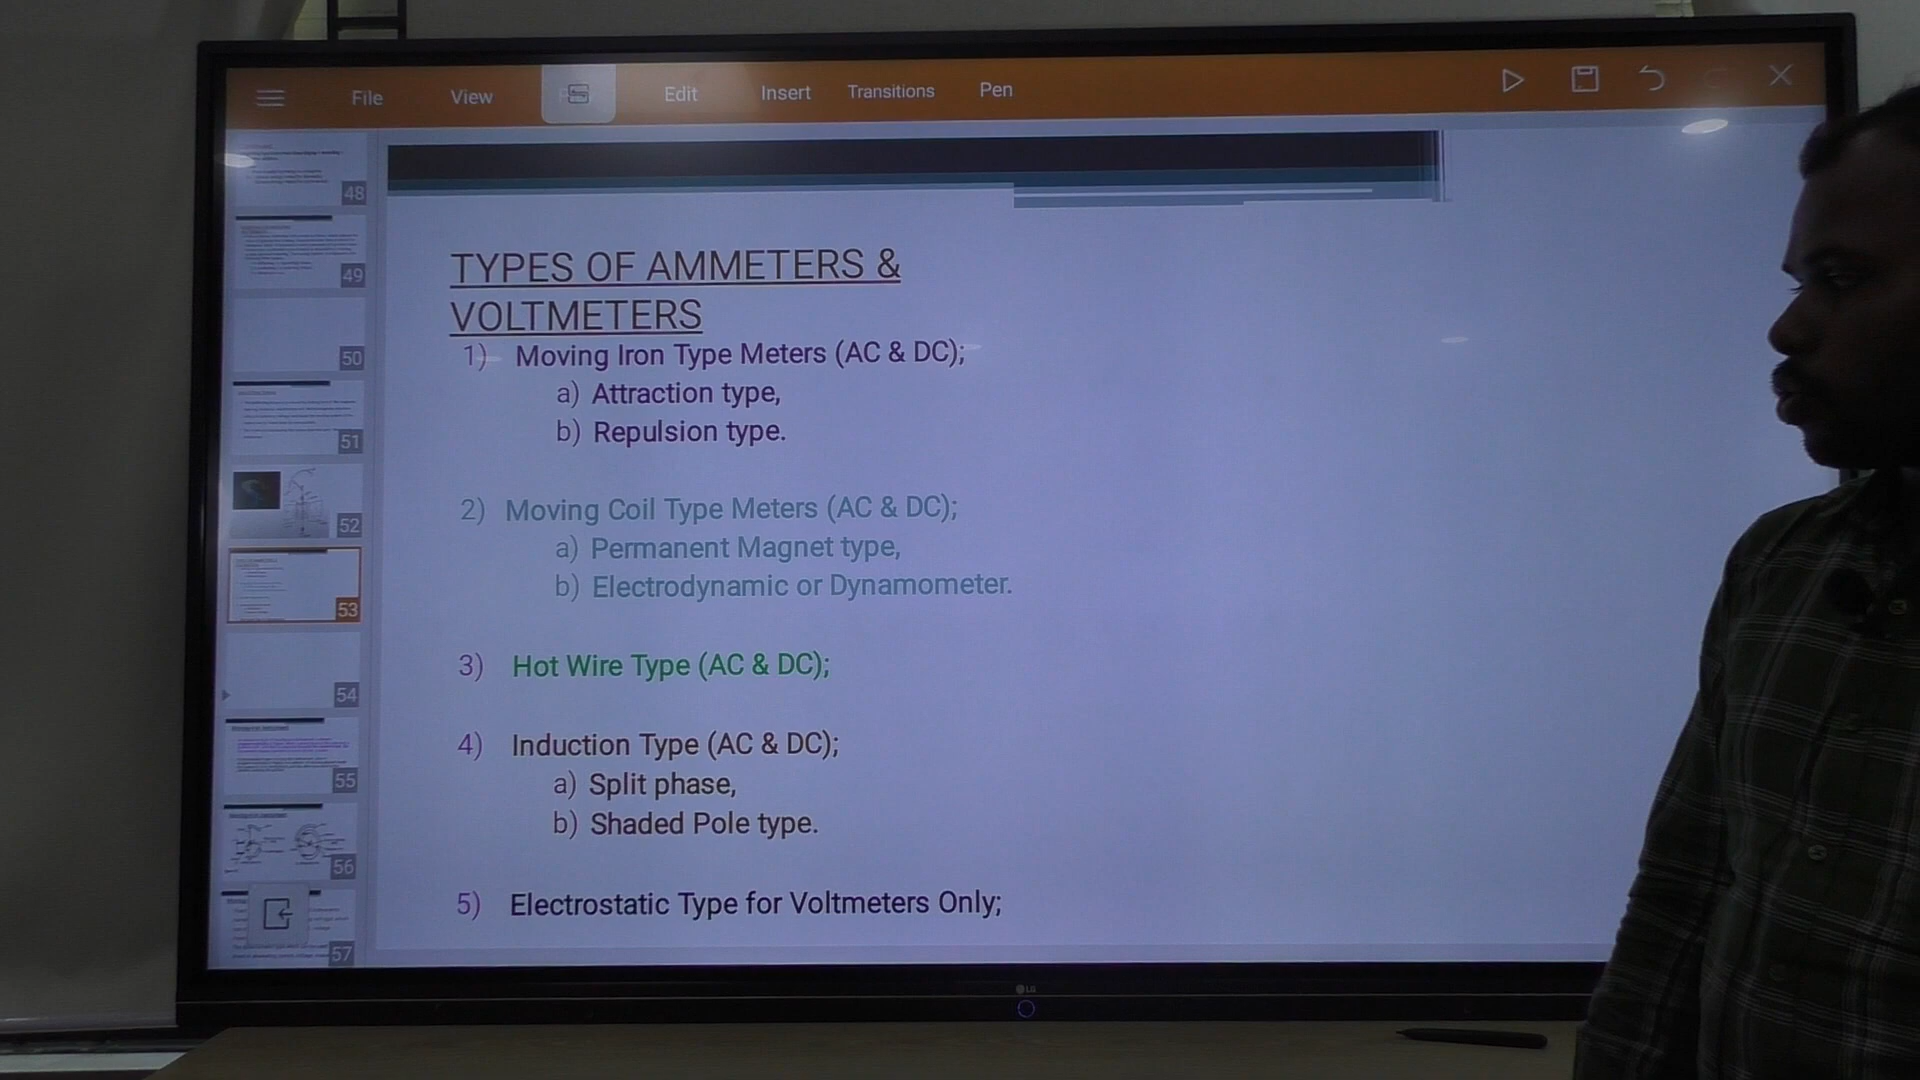 File View Edit Insert Transitions Pen
48
49
50
51
52
53
54
55
56
57
TYPES OF AMMETERS &
VOLTMETERS
1) Moving Iron Type Meters (AC & DC);
a) Attraction type,
b) Repulsion type.
2) Moving Coil Type Meters (AC & DC);
a) Permanent Magnet type,
b) Electrodynamic or Dynamometer.
3) Hot Wire Type (AC & DC);
4) Induction Type (AC & DC);
a) Split phase,
b) Shaded Pole type.
5) Electrostatic Type for Voltmeters Only;
LG